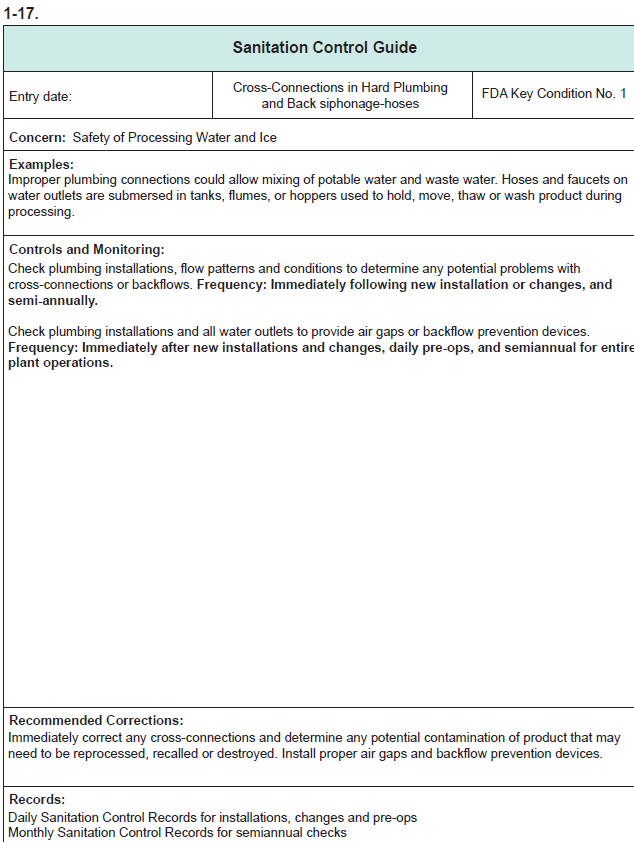 1-17.
Sanitation Control Guide
Entry date:
Cross-Connections in Hard Plumbing
and Back siphonage-hoses
FDA Key Condition No. 1
Concern: Safety of Processing Water and Ice
Examples:
Improper plumbing connections could allow mixing of potable water and waste water. Hoses and faucets on
water outlets are submersed in tanks, flumes, or hoppers used to hold, move, thaw or wash product during
processing.
Controls and Monitoring:
Check plumbing installations, flow patterns and conditions to determine any potential problems with
cross-connections or backflows. Frequency: Immediately following new installation or changes, and
semi-annually.
Check plumbing installations and all water outlets to provide air gaps or backflow prevention devices.
Frequency: Immediately after new installations and changes, daily pre-ops, and semiannual for entire
plant operations.
Recommended Corrections:
Immediately correct any cross-connections and determine any potential contamination of product that may
need to be reprocessed, recalled or destroyed. Install proper air gaps and backflow prevention devices.
Records:
Daily Sanitation Control Records for installations, changes and pre-ops
Monthly Sanitation Control Records for semiannual checks